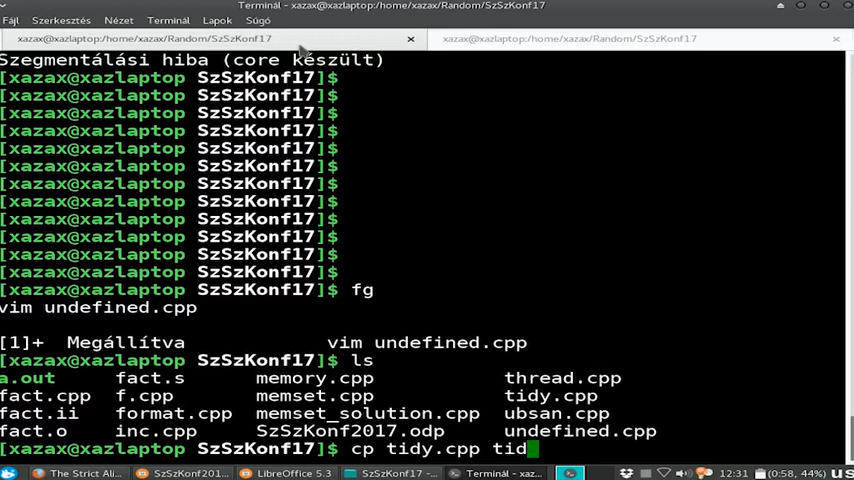 Terminál - xazax@xazlaptop:/home/xazax/Random/SzSzKonf17
Fájl Szerkesztés Nézet Terminál Lapok Súgó
xazax@xazlaptop:/home/xazax/Random/SzSzKonf17 xazax@xazlaptop:/home/xazax/Random/SzSzKonf17
Szegmentálási hiba (core készült)
[xazax@xazlaptop SzSzKonf17]$
[xazax@xazlaptop SzSzKonf17]$
[xazax@xazlaptop SzSzKonf17]$
[xazax@xazlaptop SzSzKonf17]$
[xazax@xazlaptop SzSzKonf17]$
[xazax@xazlaptop SzSzKonf17]$
[xazax@xazlaptop SzSzKonf17]$
[xazax@xazlaptop SzSzKonf17]$
[xazax@xazlaptop SzSzKonf17]$
[xazax@xazlaptop SzSzKonf17]$
[xazax@xazlaptop SzSzKonf17]$
[xazax@xazlaptop SzSzKonf17]$
[xazax@xazlaptop SzSzKonf17]$ fg
vim undefined.cpp
[1]+ Megállítva vim undefined.cpp
[xazax@xazlaptop SzSzKonf17]$ ls
a.out fact.s memory.cpp thread.cpp
fact.cpp f.cpp memset.cpp tidy.cpp
fact.ii format.cpp memset_solution.cpp ubsan.cpp
fact.o inc.cpp SzSzKonf2017.odp undefined.cpp
[xazax@xazlaptop SzSzKonf17]$ cp tidy.cpp tid
The Strict Ali... SzSzKonf201... LibreOffice 5.3 SzSzKonf17 -... Terminál - xaz... 12:31 (0:58, 44%) us